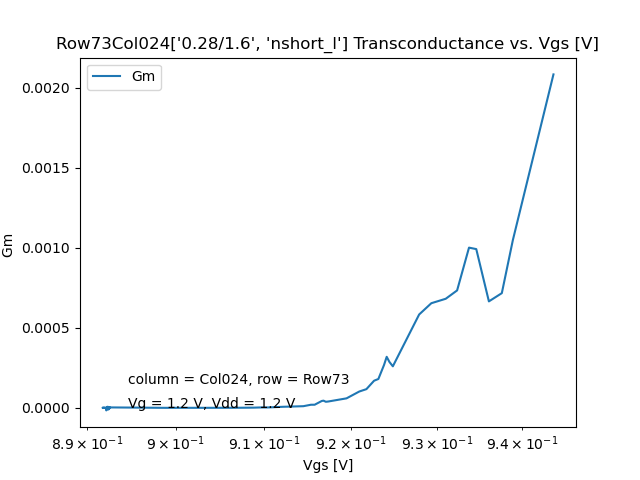 Row73Col024['0.28/1.6', 'nshort_l'] Transconductance vs. Vgs [V]
Gm
0.0020
0.0015
0.0010
0.0005
0.0000
Gm
column = Col024, row = Row73
Vg = 1.2 V, Vdd = 1.2 V
8.9 × 10⁻¹ 9 × 10⁻¹ 9.1 × 10⁻¹ 9.2 × 10⁻¹ 9.3 × 10⁻¹ 9.4 × 10⁻¹
Vgs [V]